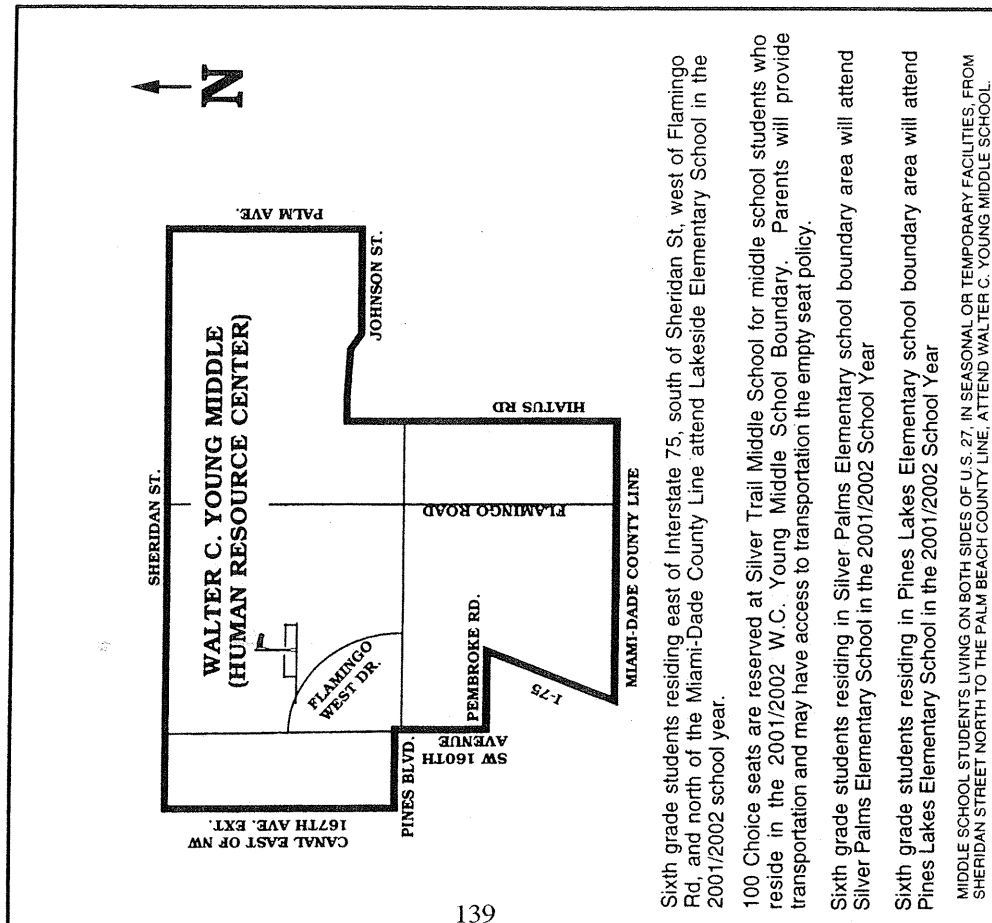 N
SHERIDAN ST.
PALM AVE.
WALTER C. YOUNG MIDDLE
(HUMAN RESOURCE CENTER)
JOHNSON ST.
FLAMINGO
WEST DR.
CANAL EAST OF NW
167TH AVE. EXT.
PINES BLVD.
SW 160TH
AVENUE
PEMBROKE RD.
HIATUS RD
FLAMINGO ROAD
I-75
MIAMI-DADE COUNTY LINE
Sixth grade students residing east of Interstate 75, south of Sheridan St, west of Flamingo
Rd, and north of the Miami-Dade County Line attend Lakeside Elementary School in the
2001/2002 school year.
100 Choice seats are reserved at Silver Trail Middle School for middle school students who
reside in the 2001/2002 W.C. Young Middle School Boundary. Parents will provide
transportation and may have access to transportation the empty seat policy.
Sixth grade students residing in Silver Palms Elementary school boundary area will attend
Silver Palms Elementary School in the 2001/2002 School Year
Sixth grade students residing in Pines Lakes Elementary school boundary area will attend
Pines Lakes Elementary School in the 2001/2002 School Year
MIDDLE SCHOOL STUDENTS LIVING ON BOTH SIDES OF U.S. 27, IN SEASONAL OR TEMPORARY FACILITIES, FROM
SHERIDAN STREET NORTH TO THE PALM BEACH COUNTY LINE, ATTEND WALTER C. YOUNG MIDDLE SCHOOL.
139